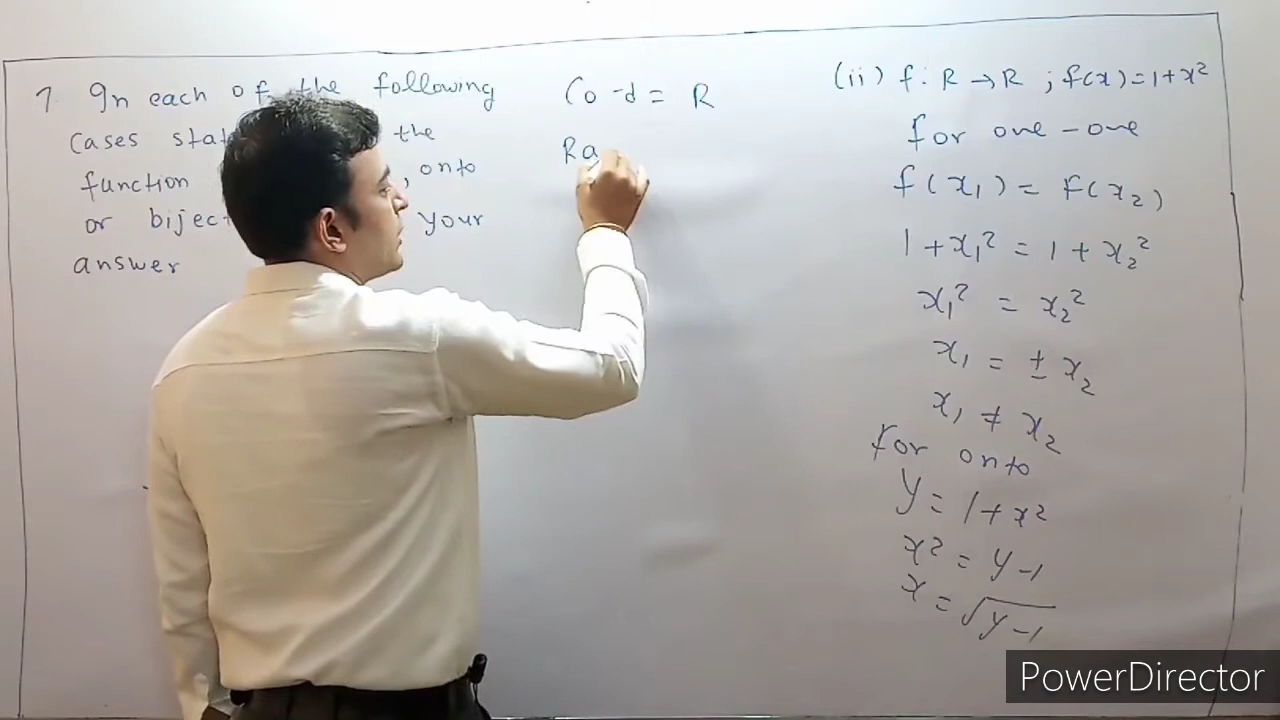 7. In each of the following
cases stat the
function , onto
or biject your
answer
Co-d = R
Ra
(ii) f : R → R ; f(x) = 1 + x²
for one - one
f(x₁) = f(x₂)
1 + x₁² = 1 + x₂²
x₁² = x₂²
x₁ = ± x₂
x₁ ≠ x₂
for onto
y = 1 + x²
x² = y - 1
x = √y-1
PowerDirector